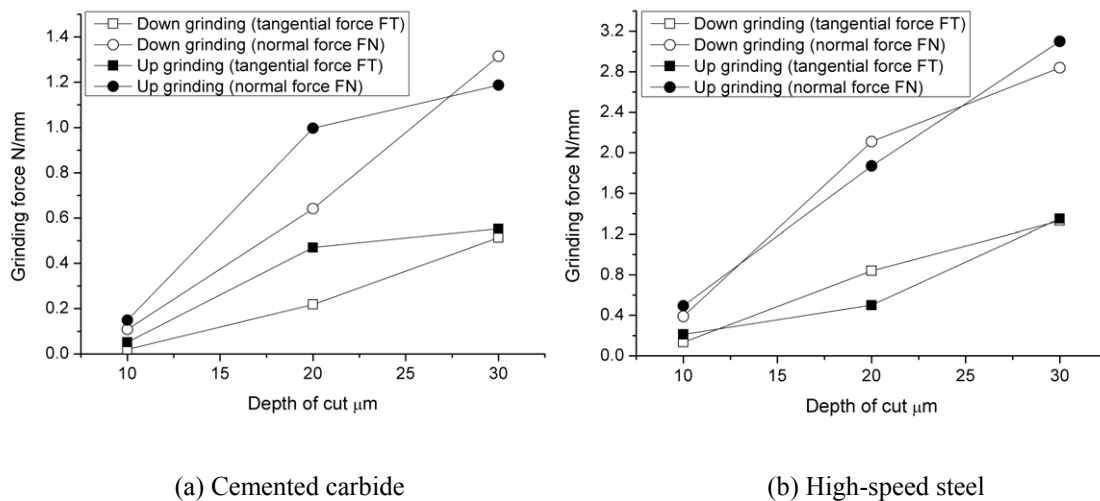 Down grinding (tangential force FT)
Down grinding (normal force FN)
Up grinding (tangential force FT)
Up grinding (normal force FN)
1.4
1.2
1.0
0.8
0.6
0.4
0.2
0.0
Grinding force N/mm
10
15
20
25
30
Depth of cut μm
(a) Cemented carbide
Down grinding (tangential force FT)
Down grinding (normal force FN)
Up grinding (tangential force FT)
Up grinding (normal force FN)
3.2
2.8
2.4
2.0
1.6
1.2
0.8
0.4
0.0
Grinding force N/mm
10
15
20
25
30
Depth of cut μm
(b) High-speed steel